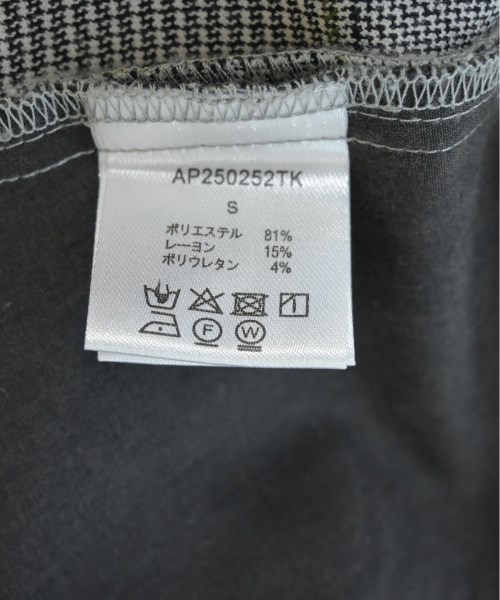 AP250252TK
S
ポリエステル 81%
レーヨン 15%
ポリウレタン 4%
F W